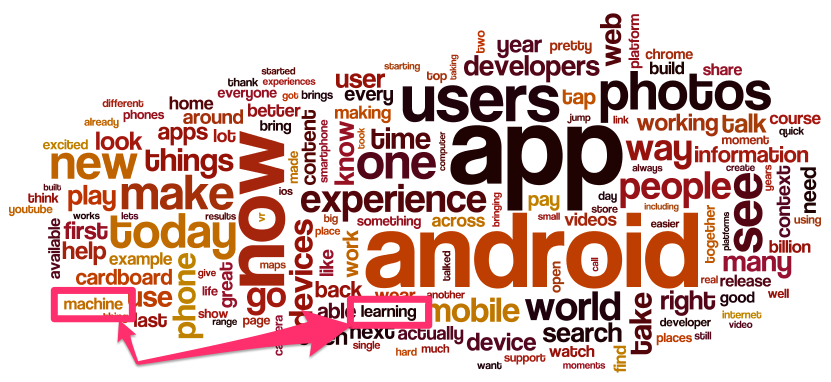 two
web
platform
year pretty
chrome
starting
top
taking
developers
build
share
started
thank
experiences
user
everyone
got
brings
every
users
tap
photos
different
phones
home
better
making
app
jump
link
course
already
around
bring
content
smartphone
know
book
time
computer
working
talk
quick
excited
look
apps
lot
made
one
way
moment
information
new
things
now
ios
experience
always
create
years
built
think
play
make
how
bringing
pay
day
people
see
context
need
youtube
works
lets
results
vr
big
place
something
across
small
store
videos
including
using
available
first
today
devices
like
work
android
easier
together
platforms
billion
help
example
maps
talked
open
call
many
cardboard
phone
give
great
go
back
real
release
machine
use
life
wear
another
mobile
world
take
right
good
well
last
show
range
page
camera
able
learning
developer
internet
video
next
actually
device
search
places
still
single
hard
much
support
watch
find
want
moments